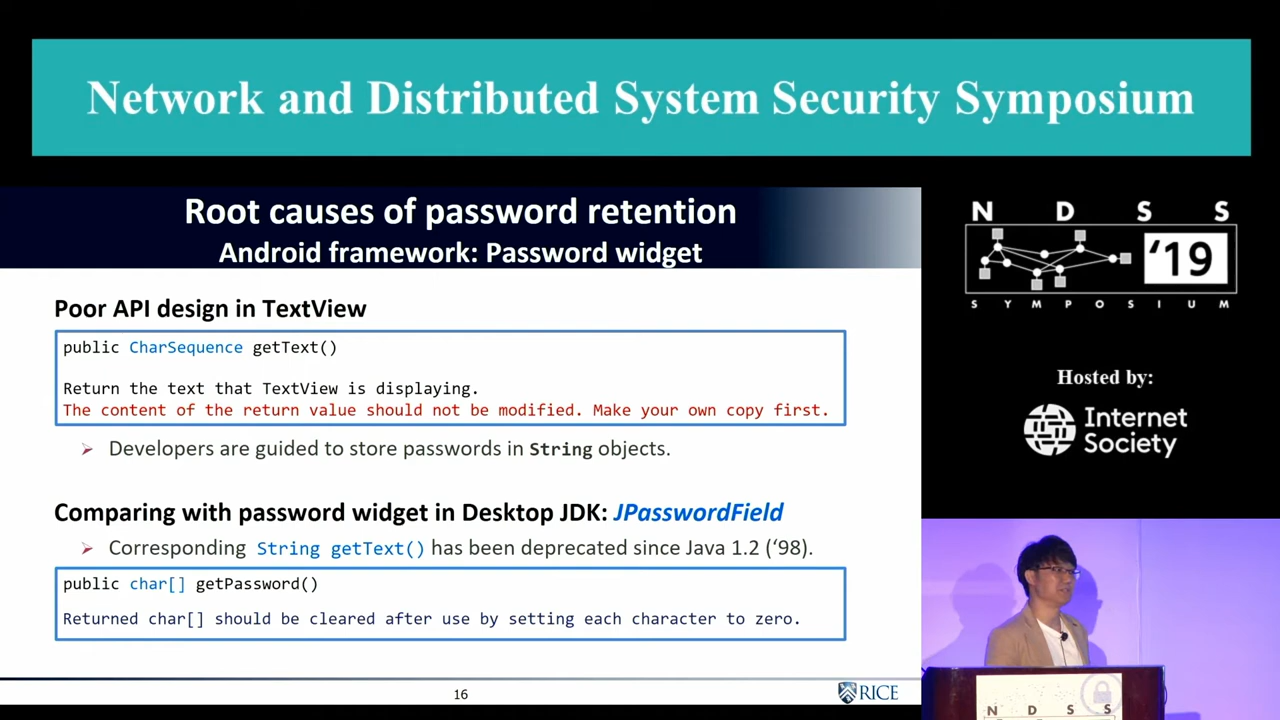 Network and Distributed System Security Symposium
Root causes of password retention
Android framework: Password widget
Poor API design in TextView
public CharSequence getText()
Return the text that TextView is displaying.
The content of the return value should not be modified. Make your own copy first.
➢ Developers are guided to store passwords in String objects.
Comparing with password widget in Desktop JDK: JPasswordField
➢ Corresponding String getText() has been deprecated since Java 1.2 (‘98).
public char[] getPassword()
Returned char[] should be cleared after use by setting each character to zero.
16
RICE
N D S S
‘19
S Y M P O S I U M
Hosted by:
Internet
Society
N D S S